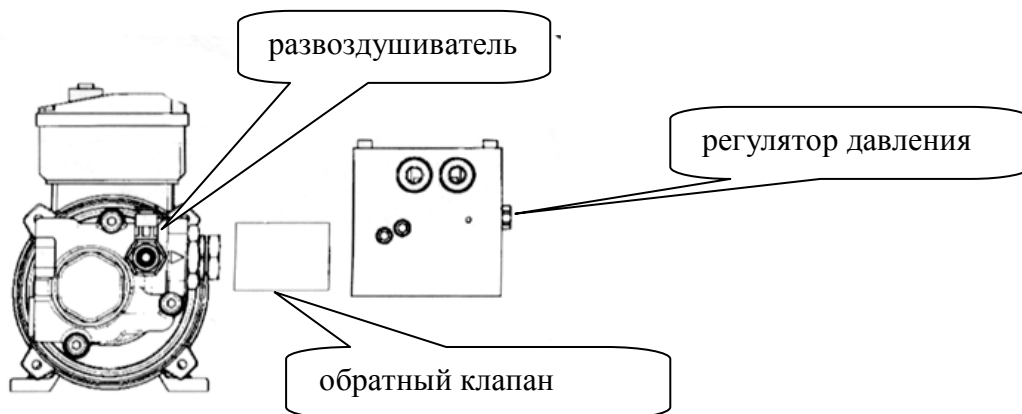 развоздушиватель
регулятор давления
обратный клапан